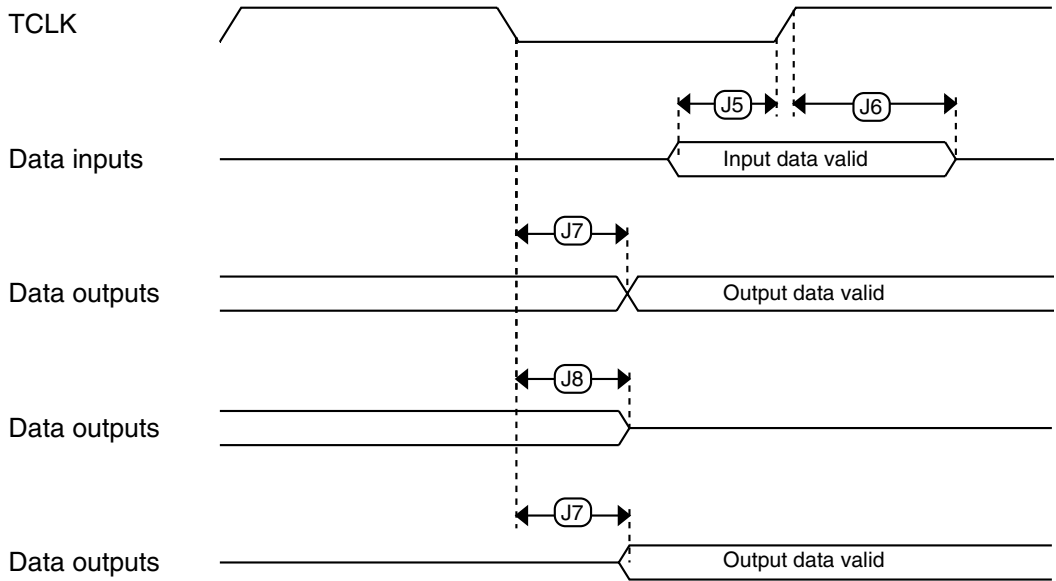 TCLK
J5
J6
Data inputs
Input data valid
J7
Data outputs
Output data valid
J8
Data outputs
J7
Data outputs
Output data valid